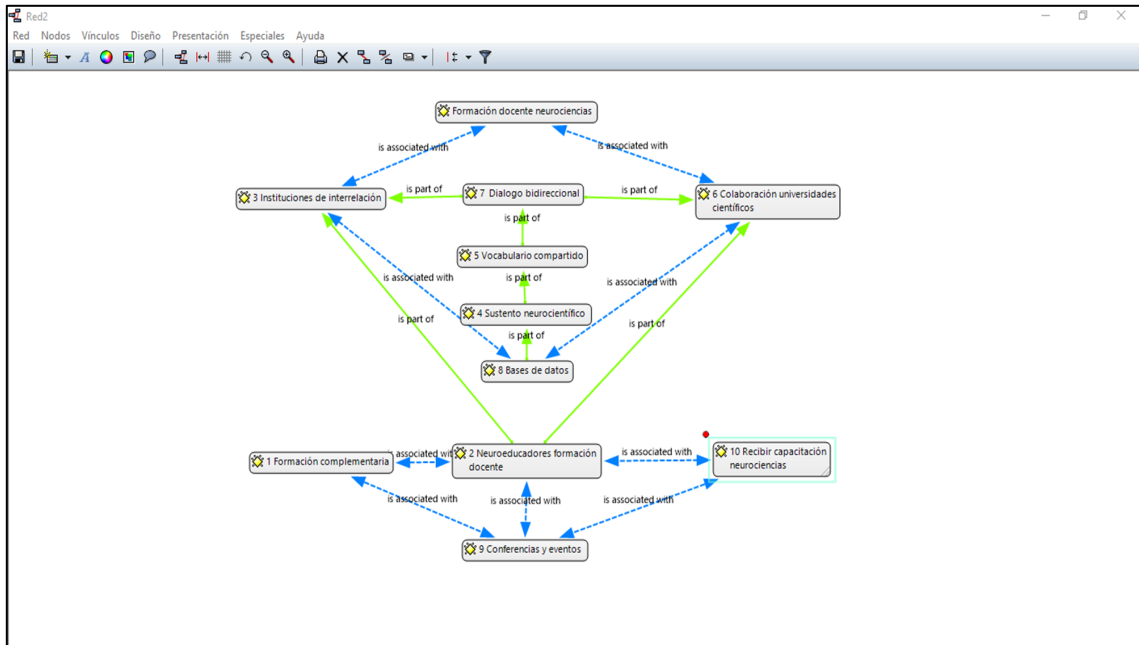 Red2
Red Nodos Vínculos Diseño Presentación Especiales Ayuda
Formación docente neurociencias
is associated with
is associated with
3 Instituciones de interrelación
is part of
7 Dialogo bidireccional
is part of
6 Colaboración universidades
científicos
is part of
5 Vocabulario compartido
is associated with
is part of
is associated with
4 Sustento neurocientífico
is part of
is part of
is part of
8 Bases de datos
1 Formación complementaria
is associated with
2 Neuroeducadores formación
docente
is associated with
10 Recibir capacitación
neurociencias
is associated with
is associated with
is associated with
9 Conferencias y eventos